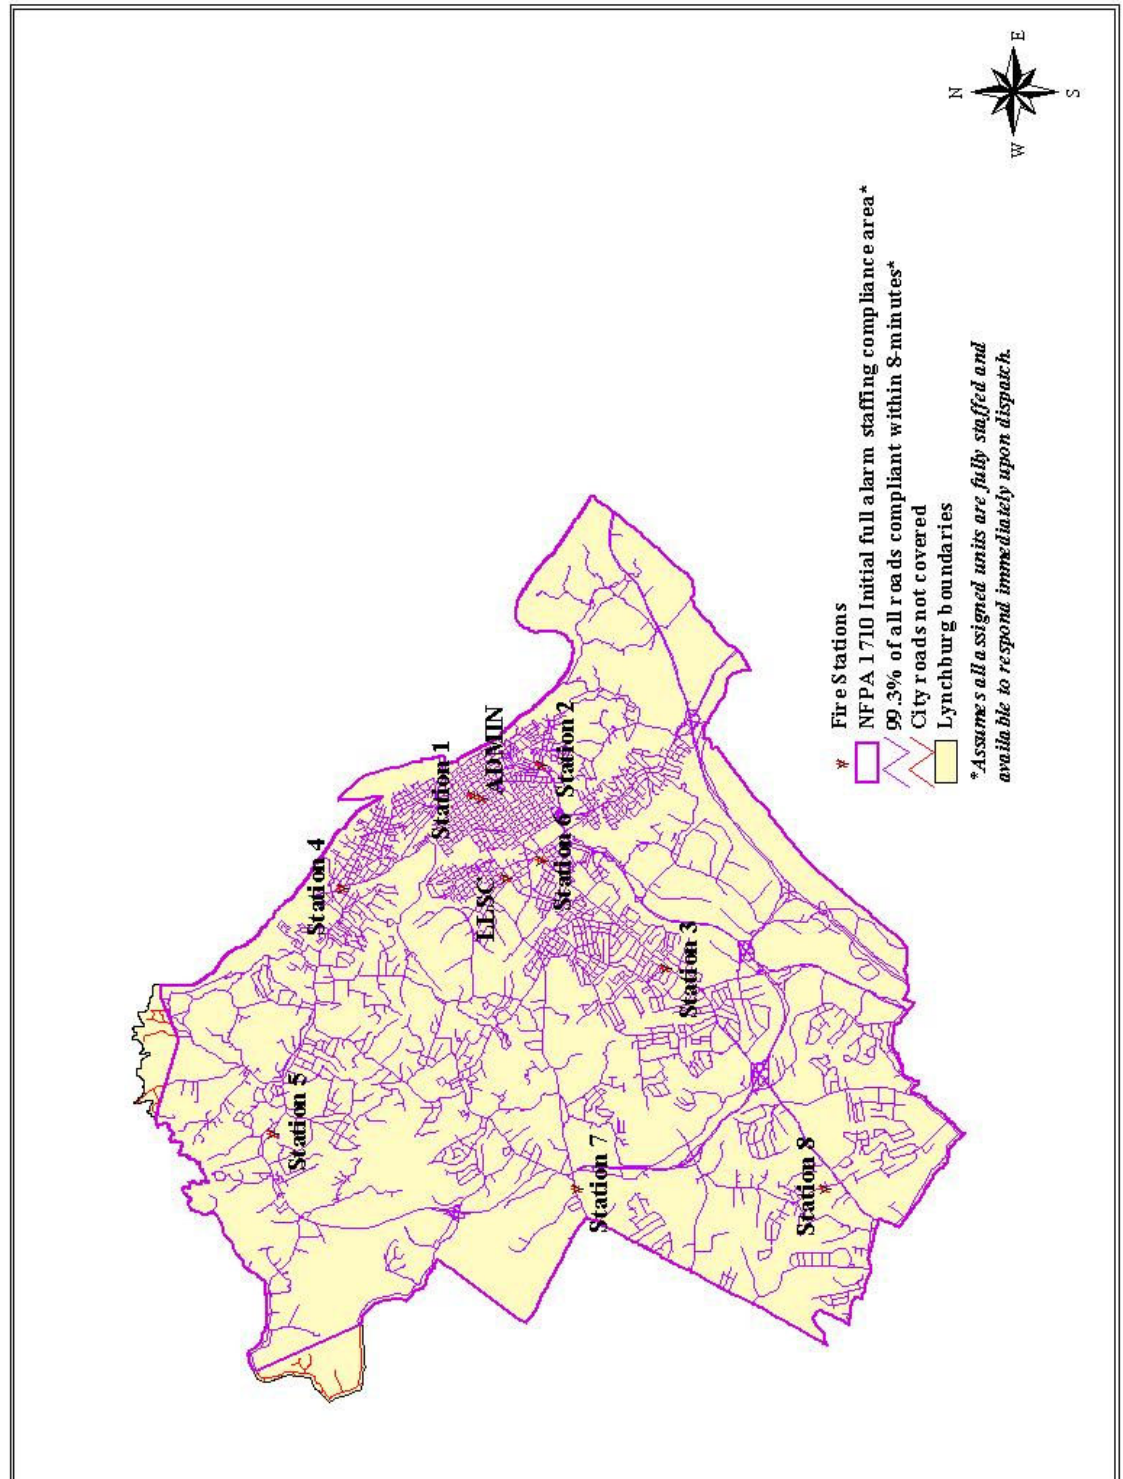 Station 5
Station 4
Station 1
LLSC
ADMIN
Station 6
Station 2
Station 7
Station 3
Station 8
Fire Stations
NFPA 1710 Initial full alarm staffing compliance area*
99.3% of all roads compliant within 8-minutes*
City roads not covered
Lynchburg boundaries
*Assumes all assigned units are fully staffed and
available to respond immediately upon dispatch.
N
W
E
S